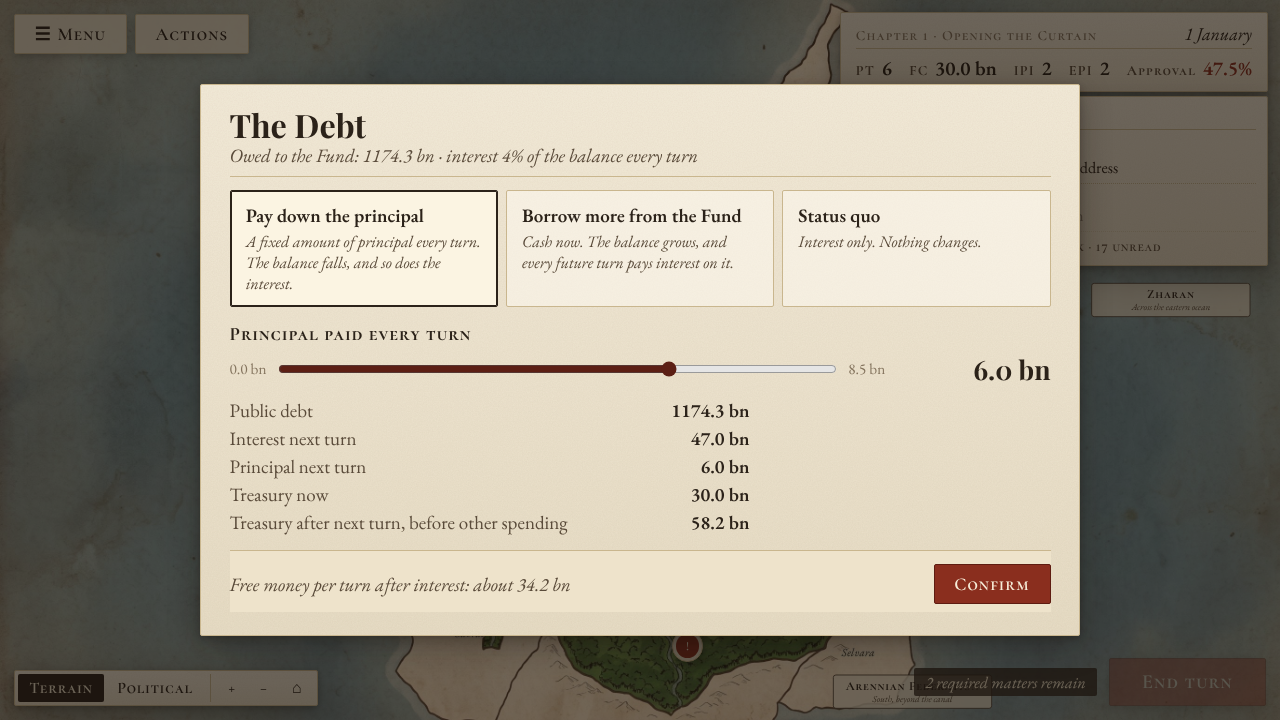 ☰ Menu
Actions
Chapter 1 · Opening the Curtain
1 January
PT 6 FC 30.0 bn IPI 2 EPI 2 Approval 47.5%
The Debt
Owed to the Fund: 1174.3 bn · interest 4% of the balance every turn
Pay down the principal
A fixed amount of principal every turn.
The balance falls, and so does the
interest.
Borrow more from the Fund
Cash now. The balance grows, and
every future turn pays interest on it.
Status quo
Interest only. Nothing changes.
· 17 unread
Zharan
Across the eastern ocean
Principal paid every turn
0.0 bn
8.5 bn
6.0 bn
Public debt 1174.3 bn
Interest next turn 47.0 bn
Principal next turn 6.0 bn
Treasury now 30.0 bn
Treasury after next turn, before other spending 58.2 bn
Free money per turn after interest: about 34.2 bn
Confirm
!
Selvara
Arennian
South, beyond the canal
Terrain
Political
+
−
⌂
2 required matters remain
End turn